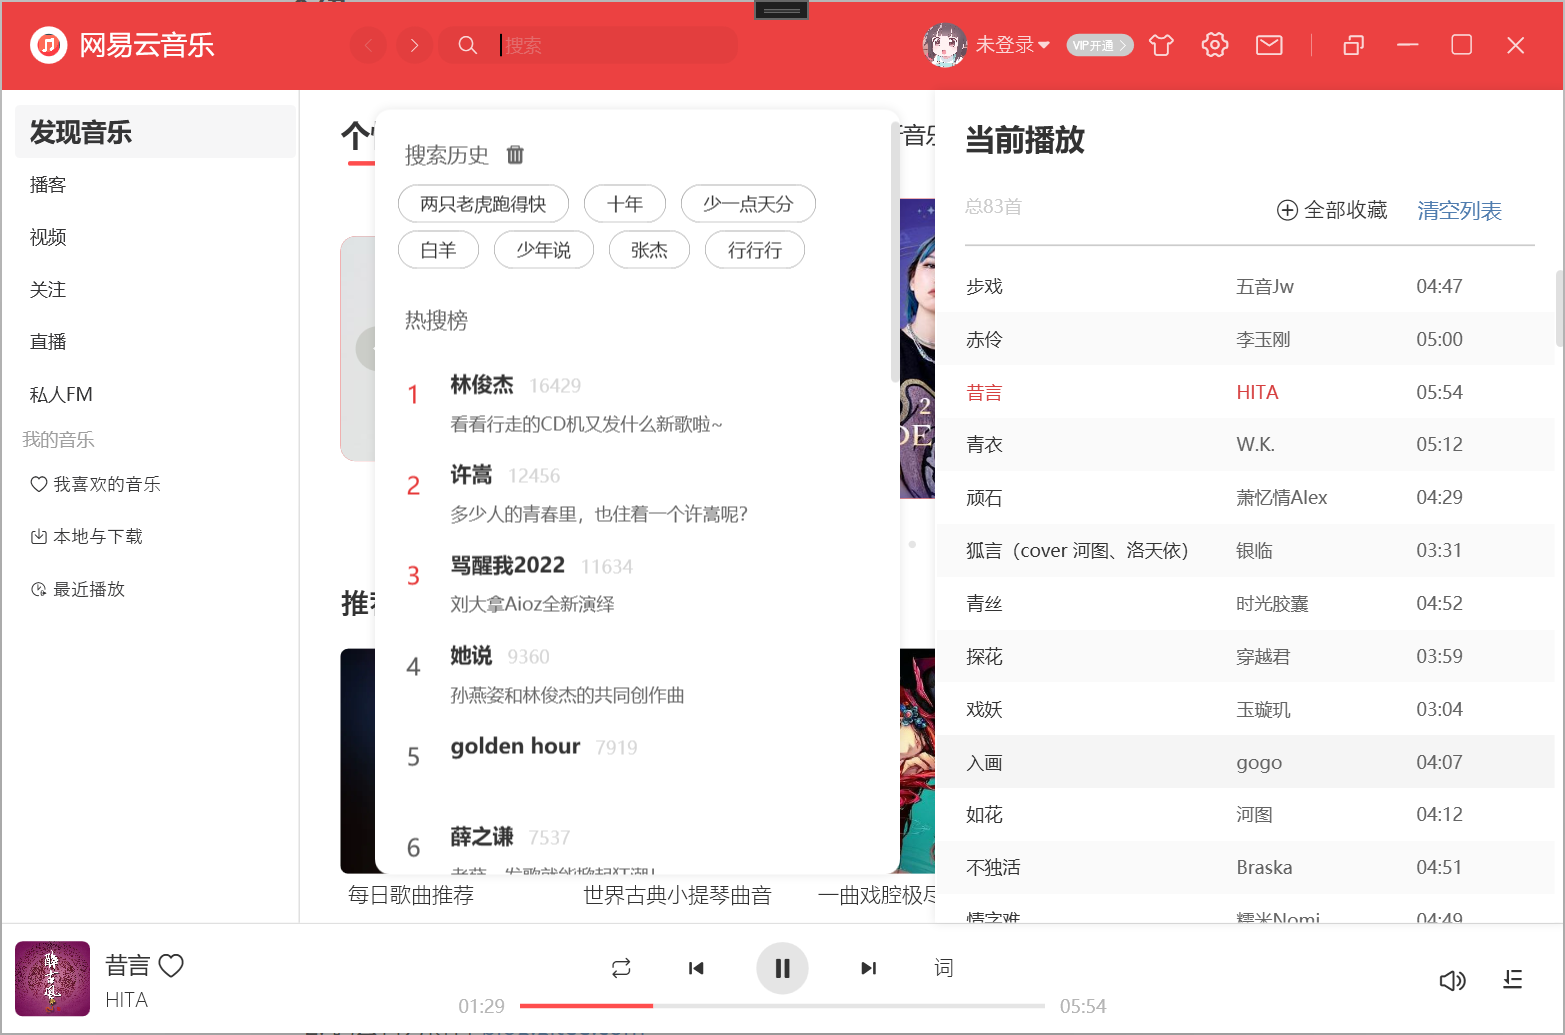 网易云音乐
搜索
未登录
VIP开通
发现音乐
播客
视频
关注
直播
私人FM
我的音乐
我喜欢的音乐
本地与下载
最近播放
搜索历史
两只老虎跑得快 十年 少一点天分
白羊 少年说 张杰 行行行
热搜榜
1 林俊杰 16429
看看行走的CD机又发什么新歌啦~
2 许嵩 12456
多少人的青春里，也住着一个许嵩呢?
3 骂醒我2022 11634
刘大拿Aioz全新演绎
4 她说 9360
孙燕姿和林俊杰的共同创作曲
5 golden hour 7919
6 薛之谦 7537
每日歌曲推荐
世界古典小提琴曲音
一曲戏腔极尽
音乐
当前播放
总83首
全部收藏 清空列表
步戏 五音Jw 04:47
赤伶 李玉刚 05:00
昔言 HITA 05:54
青衣 W.K. 05:12
顽石 萧忆情Alex 04:29
狐言（cover 河图、洛天依） 银临 03:31
青丝 时光胶囊 04:52
探花 穿越君 03:59
戏妖 玉璇玑 03:04
入画 gogo 04:07
如花 河图 04:12
不独活 Braska 04:51
情字难 糯米Nomi 04:49
昔言
HITA
词
01:29 05:54